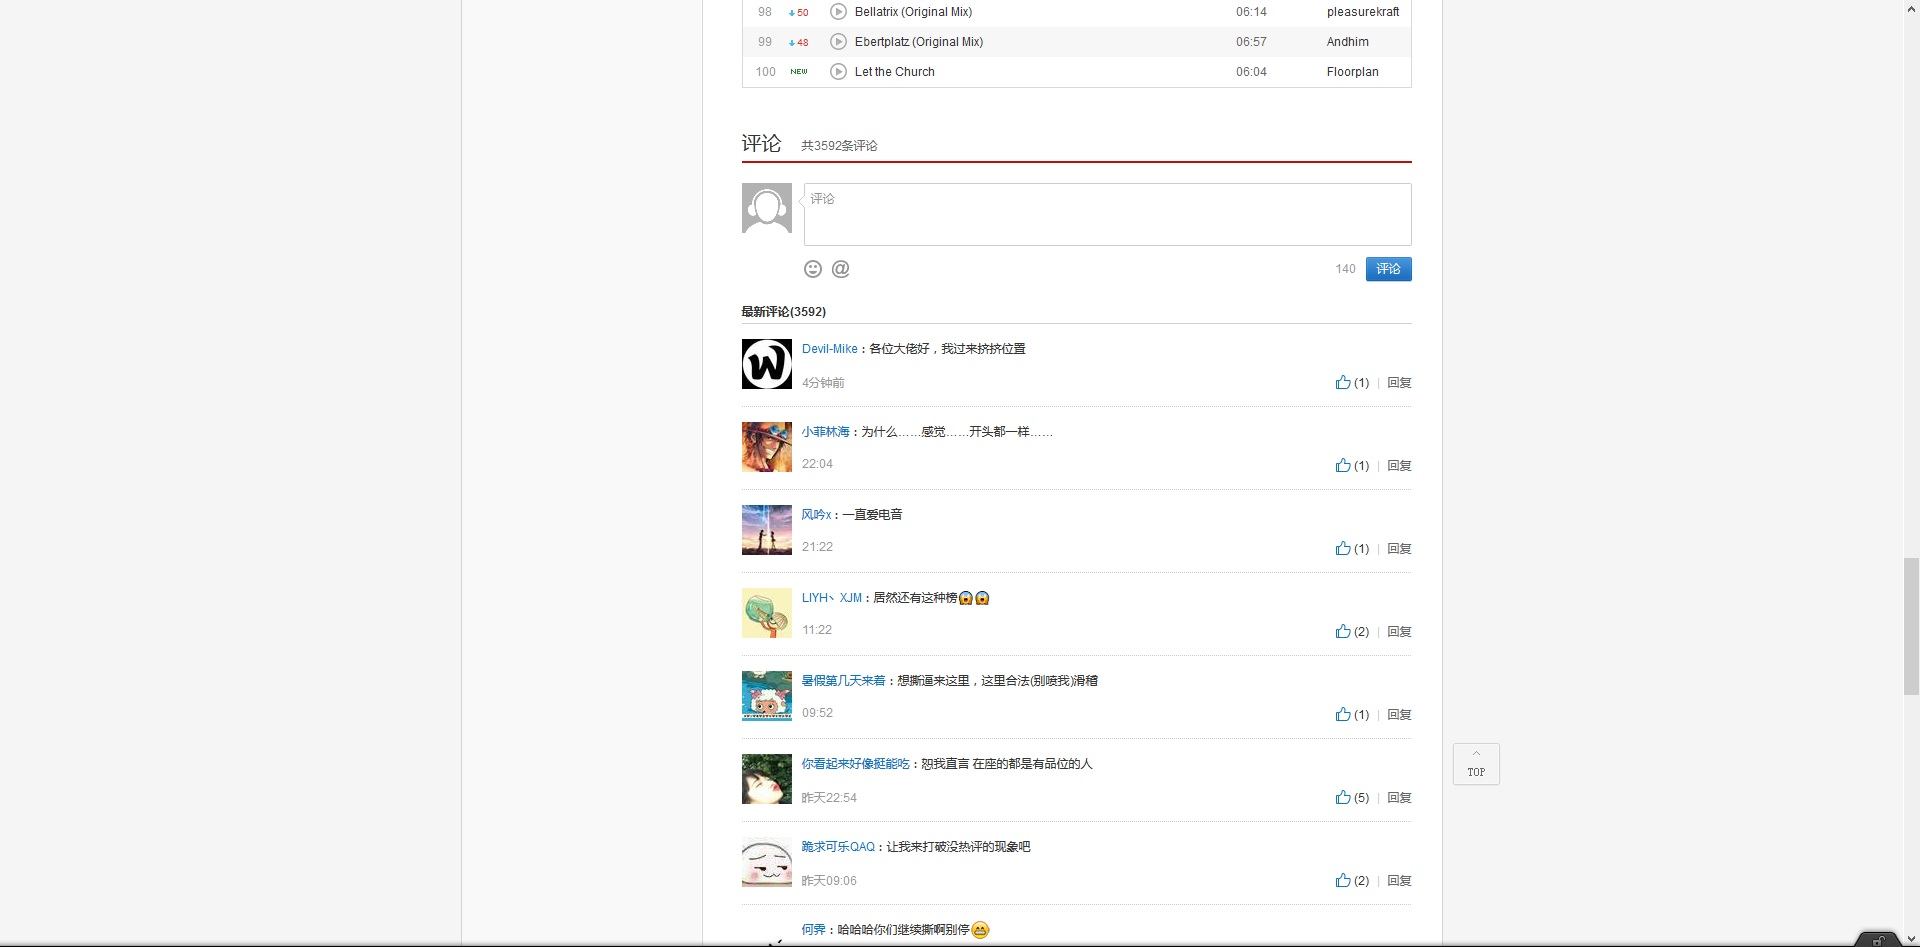 98 50 Bellatrix (Original Mix) 06:14 pleasurekraft
99 48 Ebertplatz (Original Mix) 06:57 Andhim
100 NEW Let the Church 06:04 Floorplan
评论 共3592条评论
评论
140 评论
最新评论(3592)
Devil-Mike：各位大佬好，我过来挤挤位置
4分钟前 (1) | 回复
小菲林海：为什么……感觉……开头都一样……
22:04 (1) | 回复
风吟x：一直爱电音
21:22 (1) | 回复
LIYH丶XJM：居然还有这种榜😱😱
11:22 (2) | 回复
暑假第几天来着：想撕逼来这里，这里合法(别喷我)滑稽
09:52 (1) | 回复
你看起来好像挺能吃：恕我直言 在座的都是有品位的人
昨天22:54 (5) | 回复
TOP
跪求可乐QAQ：让我来打破没热评的现象吧
昨天09:06 (2) | 回复
何霁：哈哈哈你们继续撕啊别停😁